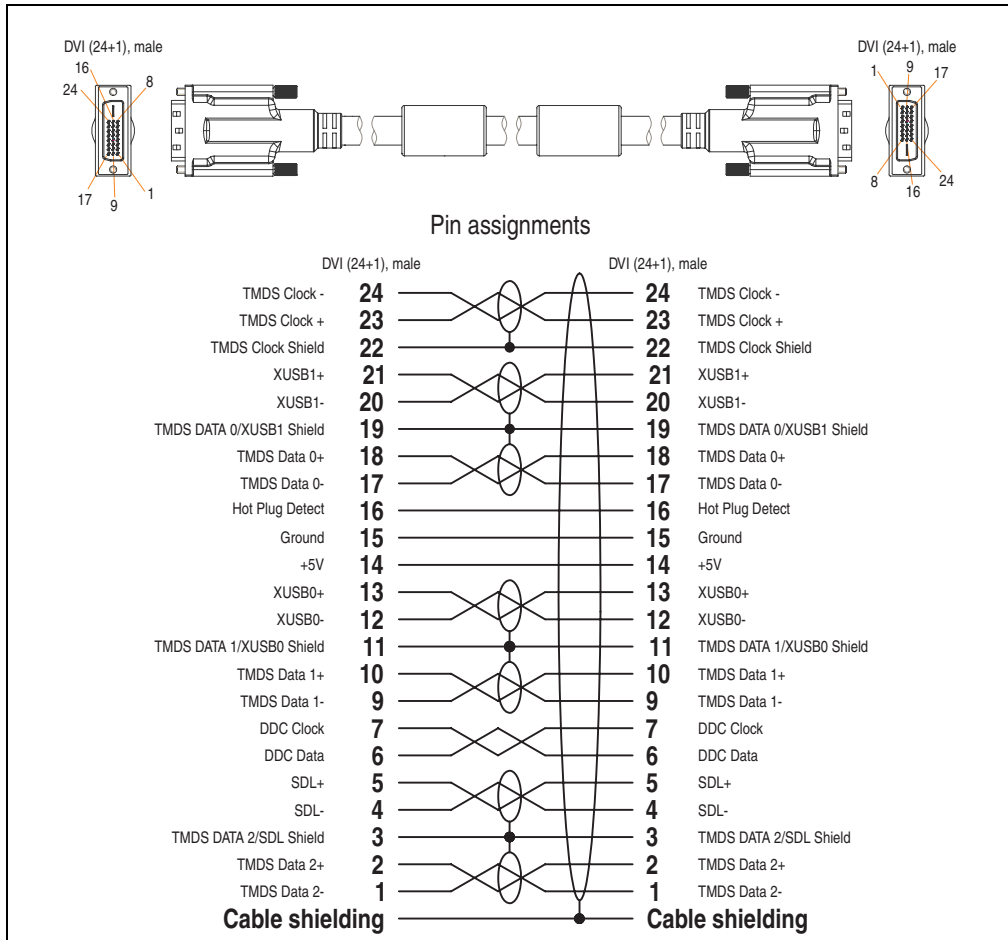 DVI (24+1), male DVI (24+1), male
16 8 24 17 9 1
1 9 17 8 16 24
Pin assignments
DVI (24+1), male DVI (24+1), male
TMDS Clock - 24 24 TMDS Clock -
TMDS Clock + 23 23 TMDS Clock +
TMDS Clock Shield 22 22 TMDS Clock Shield
XUSB1+ 21 21 XUSB1+
XUSB1- 20 20 XUSB1-
TMDS DATA 0/XUSB1 Shield 19 19 TMDS DATA 0/XUSB1 Shield
TMDS Data 0+ 18 18 TMDS Data 0+
TMDS Data 0- 17 17 TMDS Data 0-
Hot Plug Detect 16 16 Hot Plug Detect
Ground 15 15 Ground
+5V 14 14 +5V
XUSB0+ 13 13 XUSB0+
XUSB0- 12 12 XUSB0-
TMDS DATA 1/XUSB0 Shield 11 11 TMDS DATA 1/XUSB0 Shield
TMDS Data 1+ 10 10 TMDS Data 1+
TMDS Data 1- 9 9 TMDS Data 1-
DDC Clock 7 7 DDC Clock
DDC Data 6 6 DDC Data
SDL+ 5 5 SDL+
SDL- 4 4 SDL-
TMDS DATA 2/SDL Shield 3 3 TMDS DATA 2/SDL Shield
TMDS Data 2+ 2 2 TMDS Data 2+
TMDS Data 2- 1 1 TMDS Data 2-
Cable shielding Cable shielding